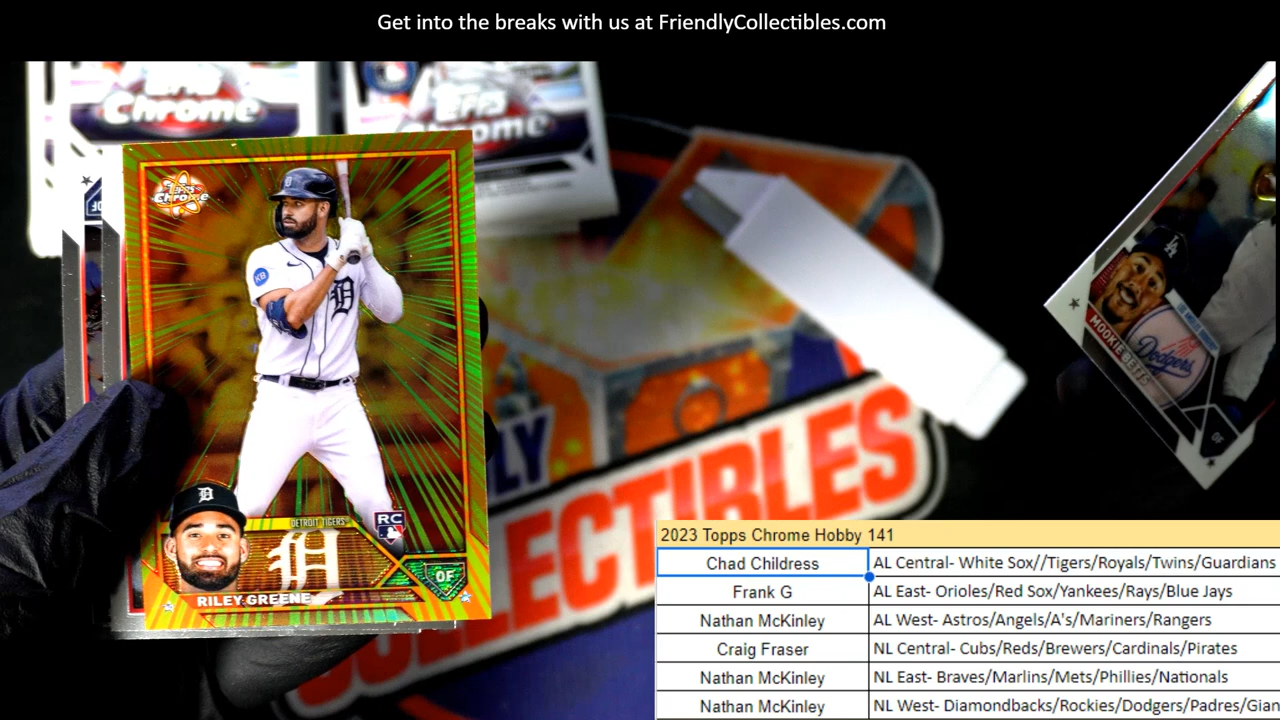 Get into the breaks with us at FriendlyCollectibles.com
Chrome
Topps
Chrome
XB
D
DETROIT TIGERS
RC
OF
RILEY GREENE
LA
MOOKIE BETTS
Dodgers
OF
LY
COLLECTIBLES
2023 Topps Chrome Hobby 141
Chad Childress AL Central- White Sox//Tigers/Royals/Twins/Guardians
Frank G AL East- Orioles/Red Sox/Yankees/Rays/Blue Jays
Nathan McKinley AL West- Astros/Angels/A's/Mariners/Rangers
Craig Fraser NL Central- Cubs/Reds/Brewers/Cardinals/Pirates
Nathan McKinley NL East- Braves/Marlins/Mets/Phillies/Nationals
Nathan McKinley NL West- Diamondbacks/Rockies/Dodgers/Padres/Gian